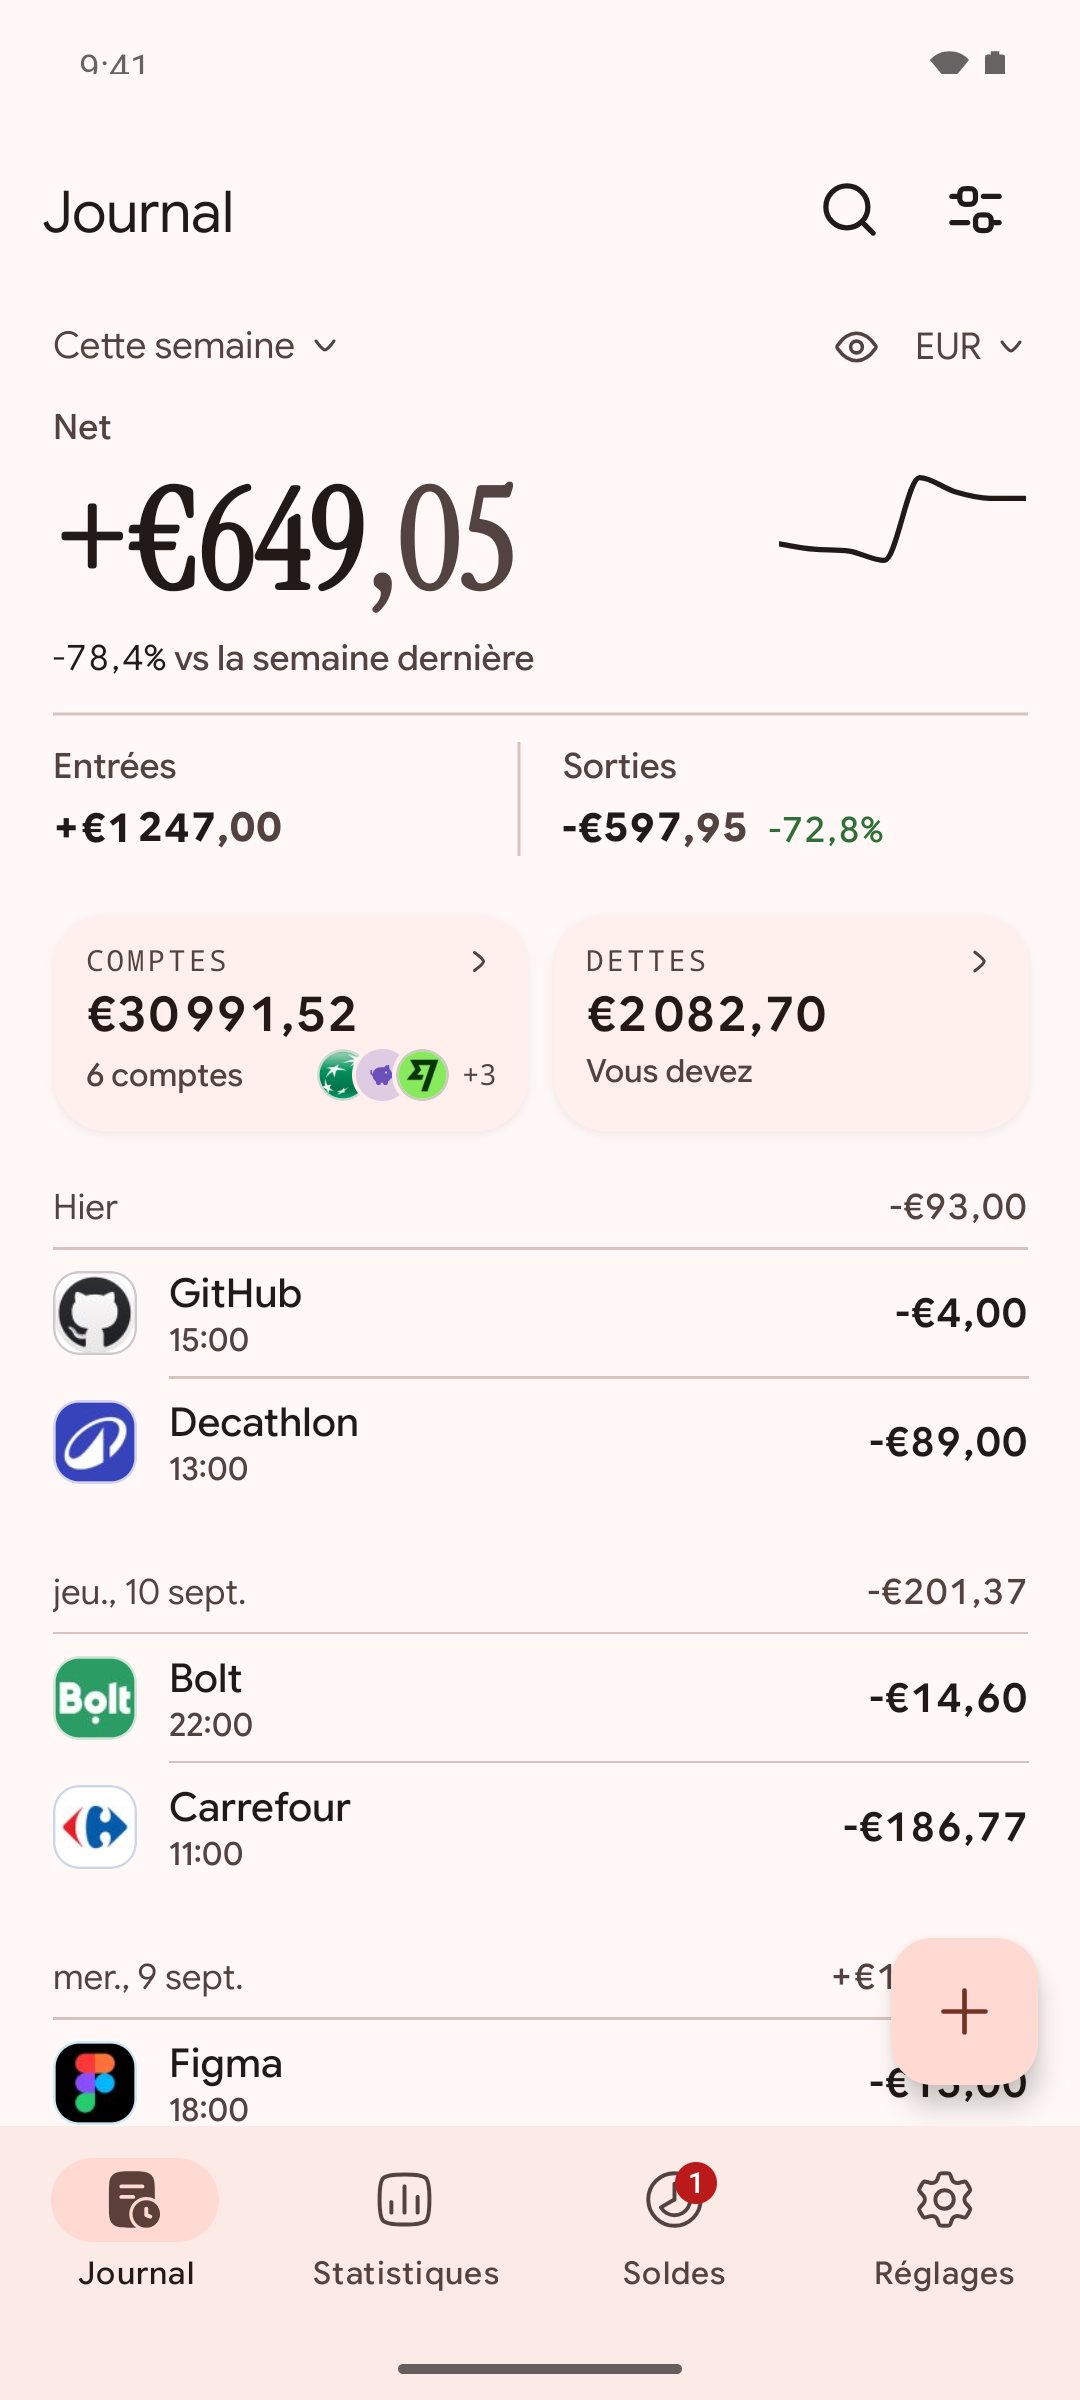 9:41
Journal
Cette semaine
EUR
Net
+€649,05
-78,4% vs la semaine dernière
Entrées
Sorties
+€1 247,00
-€597,95 -72,8%
COMPTES
€30 991,52
6 comptes
+3
DETTES
€2 082,70
Vous devez
Hier
-€93,00
GitHub
15:00
-€4,00
Decathlon
13:00
-€89,00
jeu., 10 sept.
-€201,37
Bolt
Bolt
22:00
-€14,60
Carrefour
11:00
-€186,77
mer., 9 sept.
+€1
Figma
18:00
1
Journal
Statistiques
Soldes
Réglages